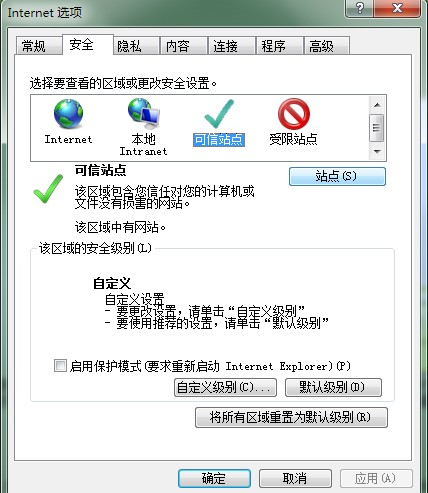 Internet 选项
?
常规 安全 隐私 内容 连接 程序 高级
选择要查看的区域或更改安全设置。
Internet 本地 Intranet 可信站点 受限站点
可信站点
站点(S)
该区域包含您信任对您的计算机或
文件没有损害的网站。
该区域中有网站。
该区域的安全级别(L)
自定义
自定义设置
- 要更改设置,请单击“自定义级别”
- 要使用推荐的设置,请单击“默认级别”
启用保护模式(要求重新启动 Internet Explorer)(P)
自定义级别(C)... 默认级别(D)
将所有区域重置为默认级别(R)
确定 取消 应用(A)